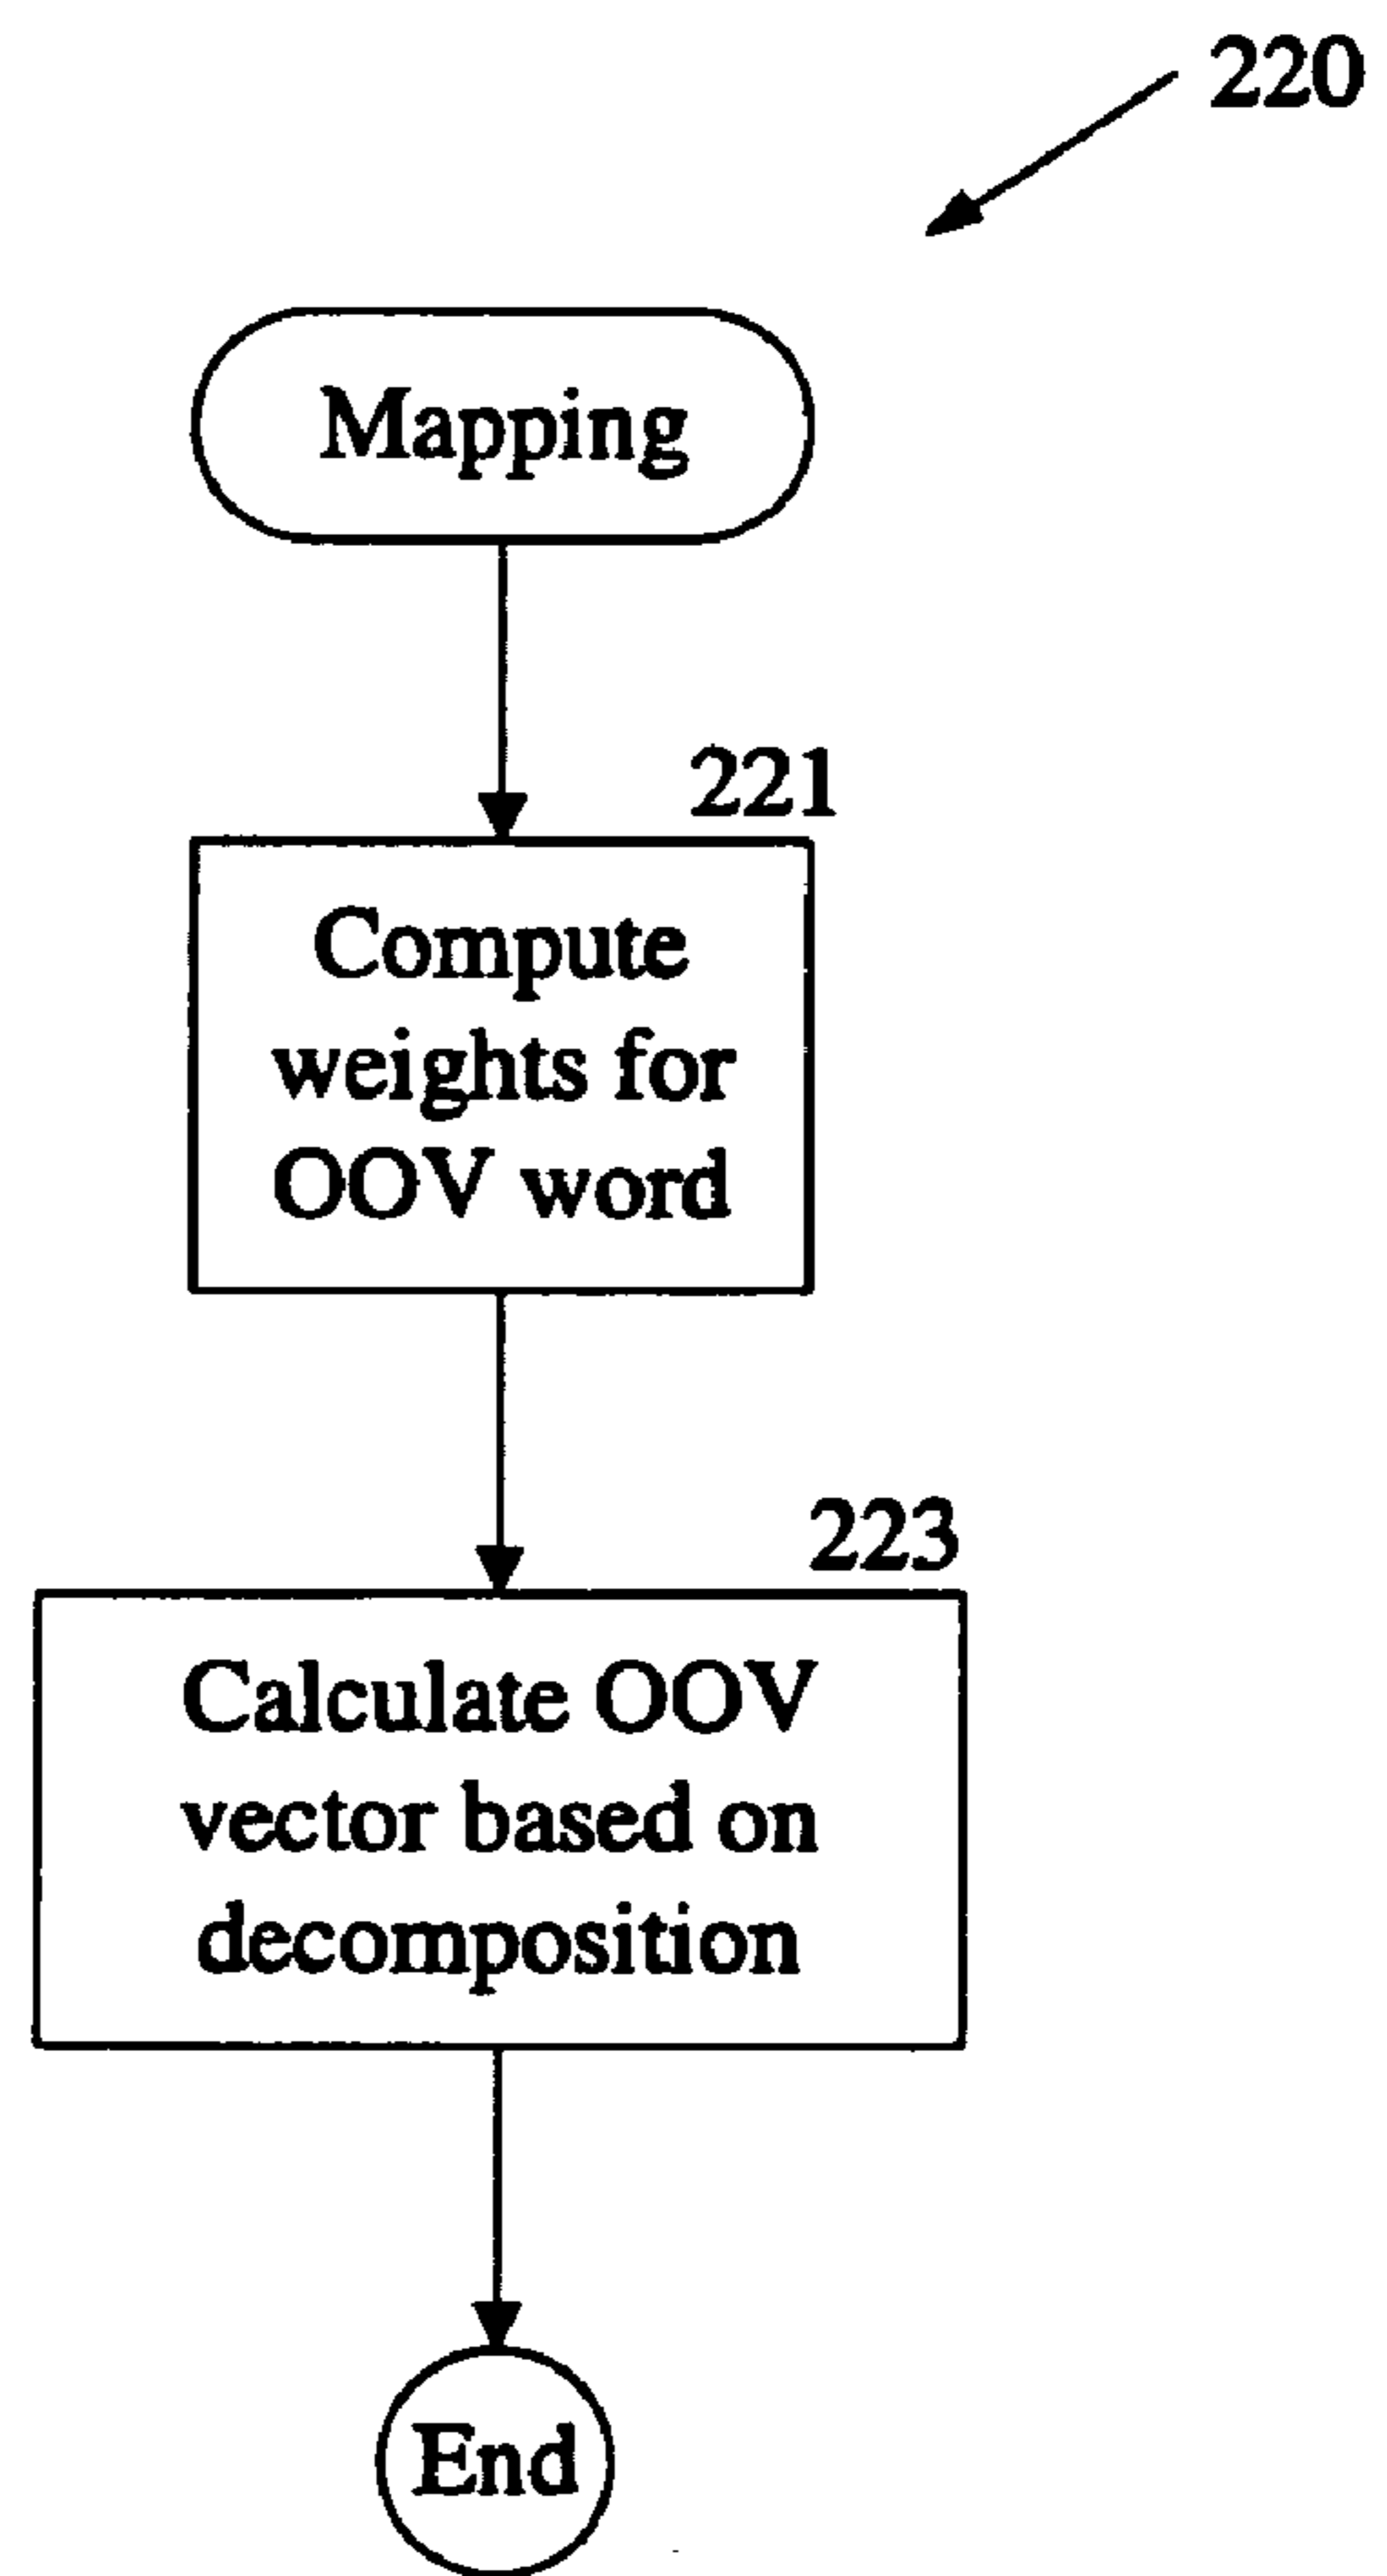 220
Mapping
221
Compute
weights for
OOV word
223
Calculate OOV
vector based on
decomposition
End